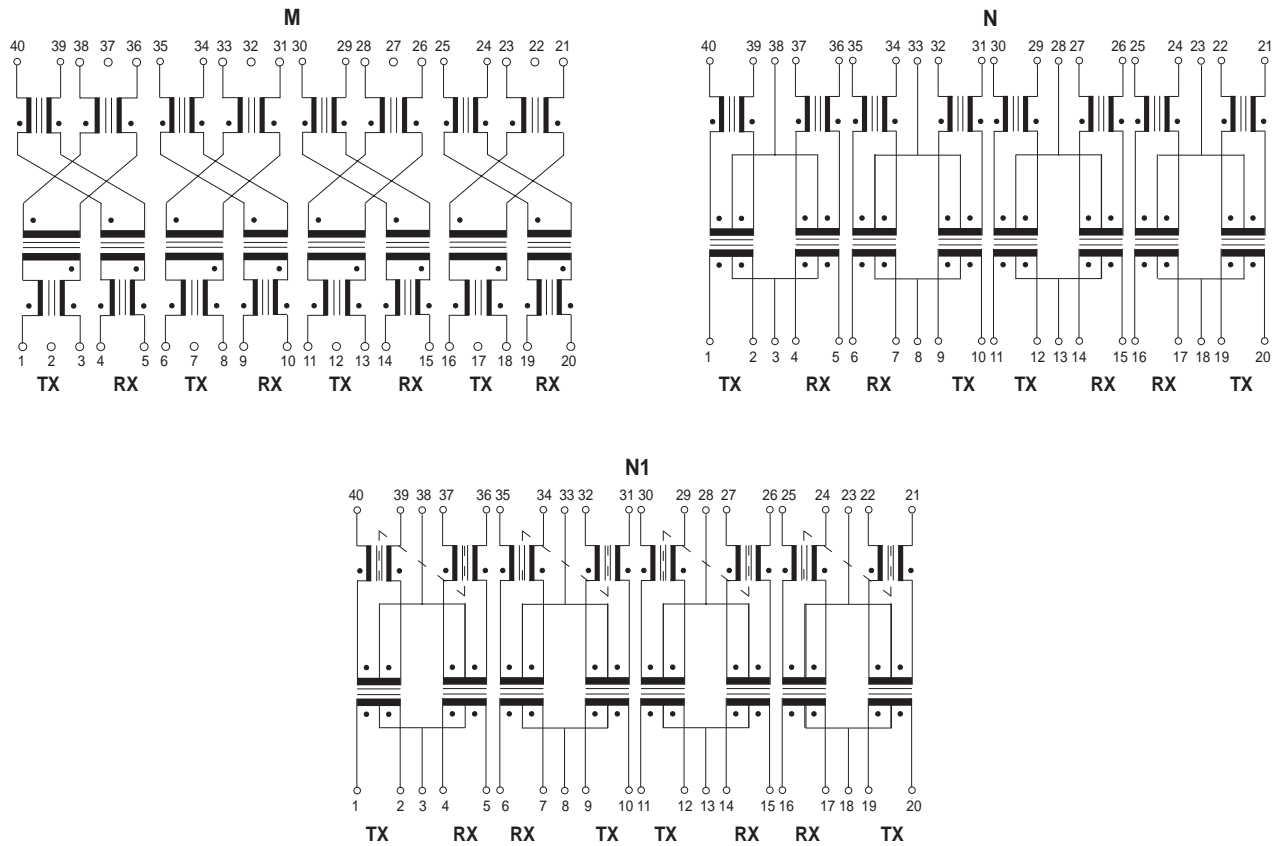 M
40 39 38 37 36 35 34 33 32 31 30 29 28 27 26 25 24 23 22 21
1 2 3 4 5 6 7 8 9 10 11 12 13 14 15 16 17 18 19 20
TX RX TX RX TX RX TX RX
N
40 39 38 37 36 35 34 33 32 31 30 29 28 27 26 25 24 23 22 21
1 2 3 4 5 6 7 8 9 10 11 12 13 14 15 16 17 18 19 20
TX RX RX TX TX RX RX TX
N1
40 39 38 37 36 35 34 33 32 31 30 29 28 27 26 25 24 23 22 21
1 2 3 4 5 6 7 8 9 10 11 12 13 14 15 16 17 18 19 20
TX RX RX TX TX RX RX TX